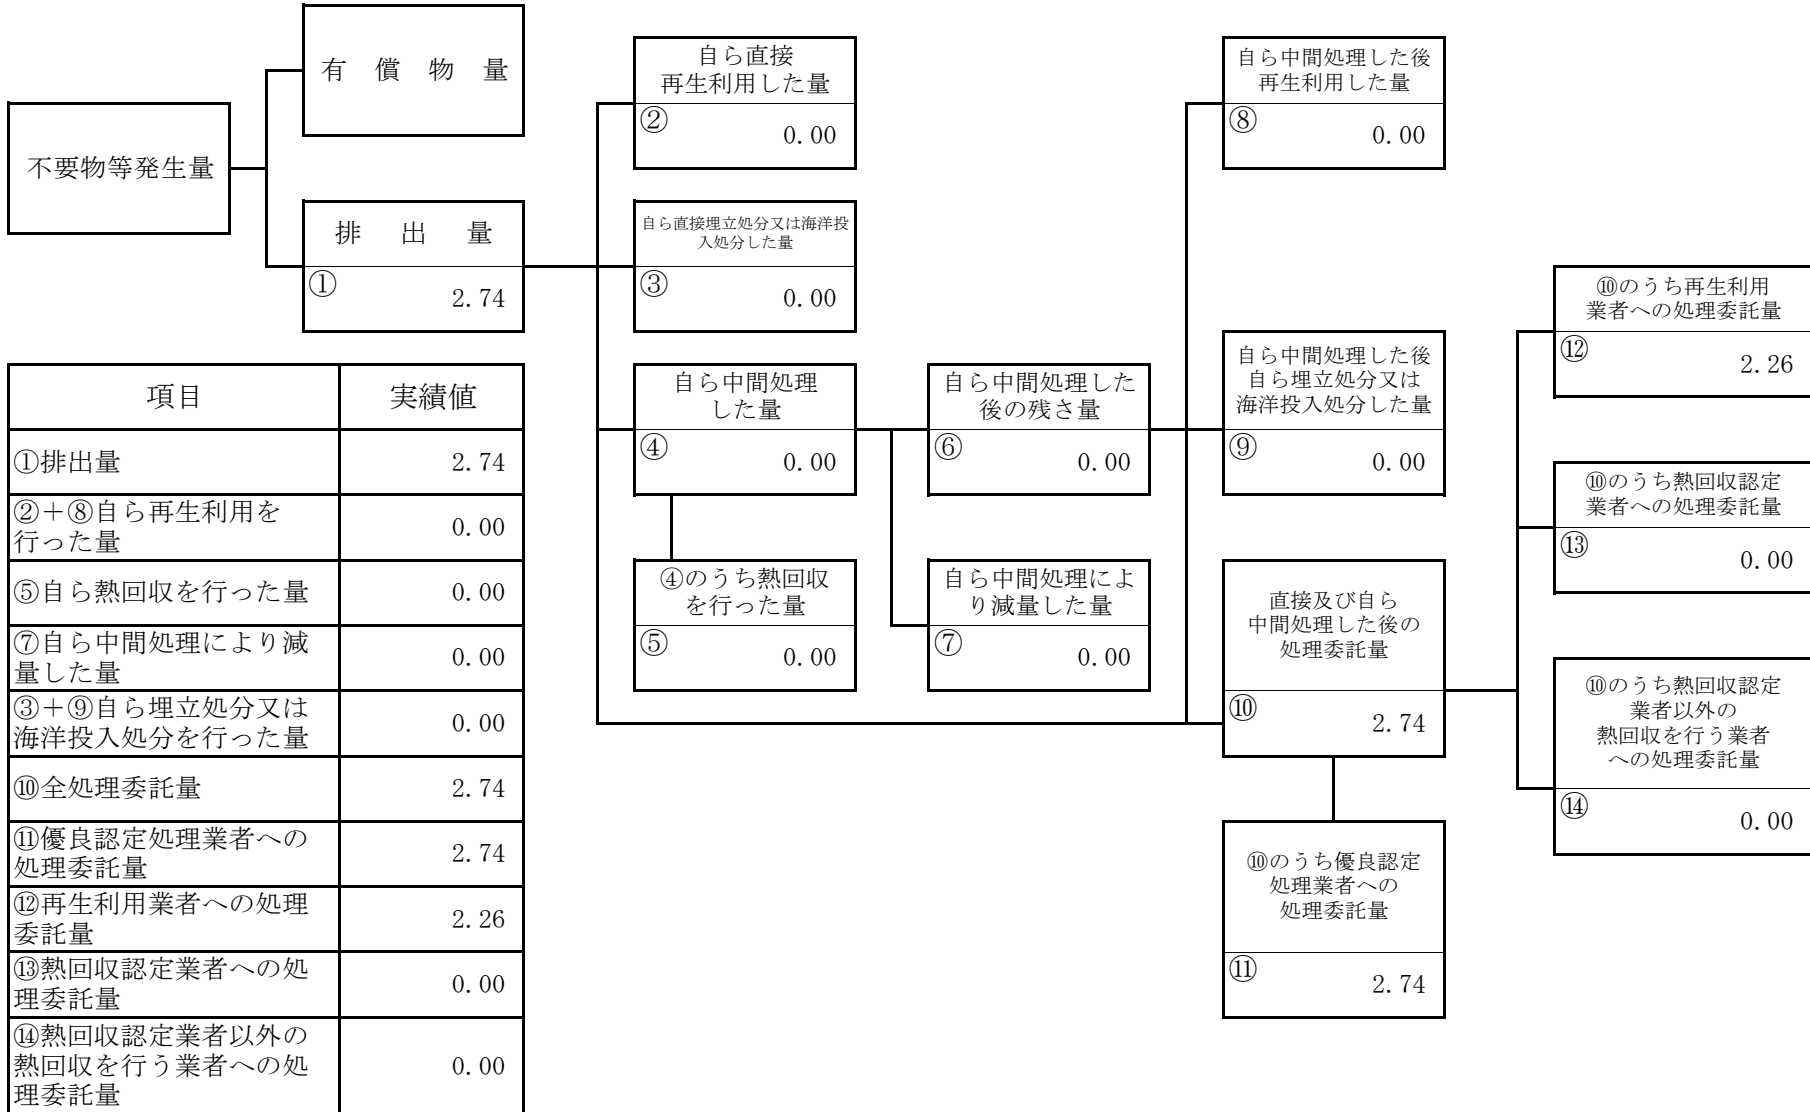 有償物量
不要物等発生量
排出量
① 2.74
自ら直接
再生利用した量
② 0.00
自ら直接埋立処分又は海洋投
入処分した量
③ 0.00
自ら中間処理
した量
④ 0.00
④のうち熱回収
を行った量
⑤ 0.00
自ら中間処理した
後の残さ量
⑥ 0.00
自ら中間処理によ
り減量した量
⑦ 0.00
自ら中間処理した後
再生利用した量
⑧ 0.00
自ら中間処理した後
自ら埋立処分又は
海洋投入処分した量
⑨ 0.00
直接及び自ら
中間処理した後の
処理委託量
⑩ 2.74
⑩のうち優良認定
処理業者への
処理委託量
⑪ 2.74
⑩のうち再生利用
業者への処理委託量
⑫ 2.26
⑩のうち熱回収認定
業者への処理委託量
⑬ 0.00
⑩のうち熱回収認定
業者以外の
熱回収を行う業者
への処理委託量
⑭ 0.00
項目 実績値
①排出量 2.74
②+⑧自ら再生利用を
行った量 0.00
⑤自ら熱回収を行った量 0.00
⑦自ら中間処理により減
量した量 0.00
③+⑨自ら埋立処分又は
海洋投入処分を行った量 0.00
⑩全処理委託量 2.74
⑪優良認定処理業者への
処理委託量 2.74
⑫再生利用業者への処理
委託量 2.26
⑬熱回収認定業者への処
理委託量 0.00
⑭熱回収認定業者以外の
熱回収を行う業者への処 0.00
理委託量